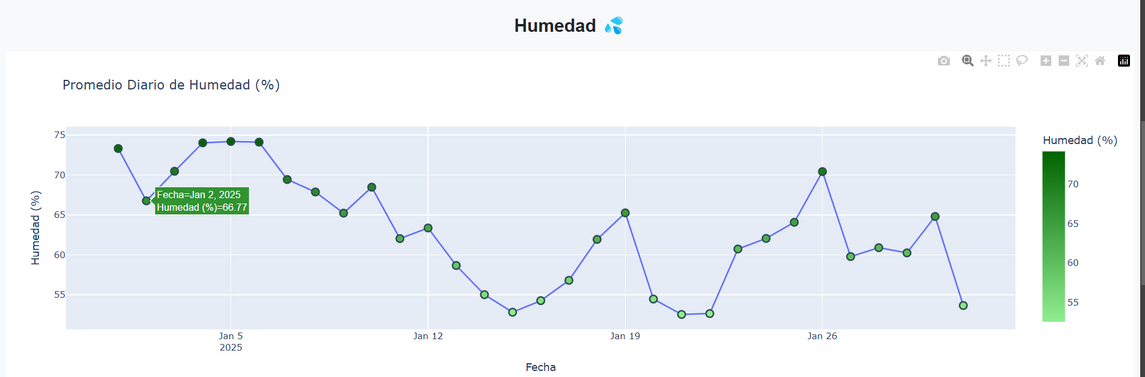 Humedad 💦
Promedio Diario de Humedad (%)
75
70
65
60
55
Humedad (%)
Fecha=Jan 2, 2025
Humedad (%)=66.77
Jan 5
2025
Jan 12
Jan 19
Jan 26
Fecha
Humedad (%)
70
65
60
55